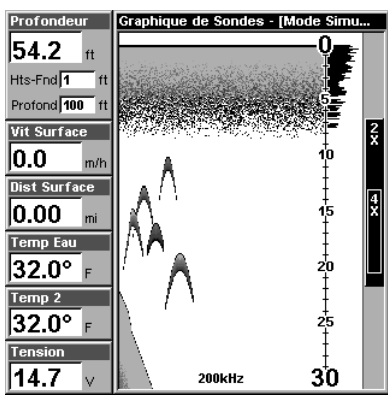 Profondeur
54.2 ft
Hts-Fnd 1 ft
Profond 100 ft
Vit Surface
0.0 m/h
Dist Surface
0.00 mi
Temp Eau
32.0° F
Temp 2
32.0° F
Tension
14.7 V
Graphique de Sondes - [Mode Simu...
0
5
10
15
20
25
30
200kHz
2X
4X